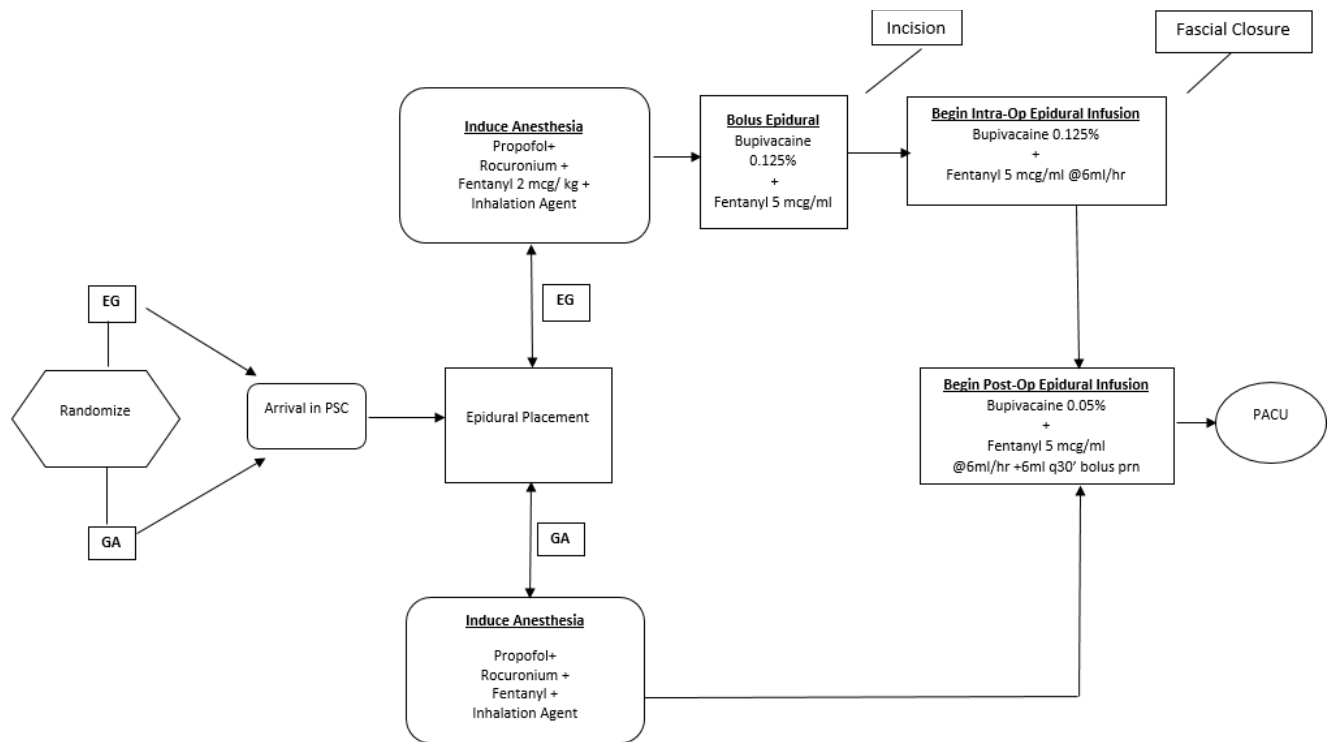 Incision
Fascial Closure
Induce Anesthesia
Propofol+
Rocuronium +
Fentanyl 2 mcg/ kg +
Inhalation Agent
Bolus Epidural
Bupivacaine
0.125%
+
Fentanyl 5 mcg/ml
Begin Intra-Op Epidural Infusion
Bupivacaine 0.125%
+
Fentanyl 5 mcg/ml @6ml/hr
EG
EG
Randomize
Arrival in PSC
Epidural Placement
Begin Post-Op Epidural Infusion
Bupivacaine 0.05%
+
Fentanyl 5 mcg/ml
@6ml/hr +6ml q30’ bolus prn
PACU
GA
GA
Induce Anesthesia
Propofol+
Rocuronium +
Fentanyl +
Inhalation Agent